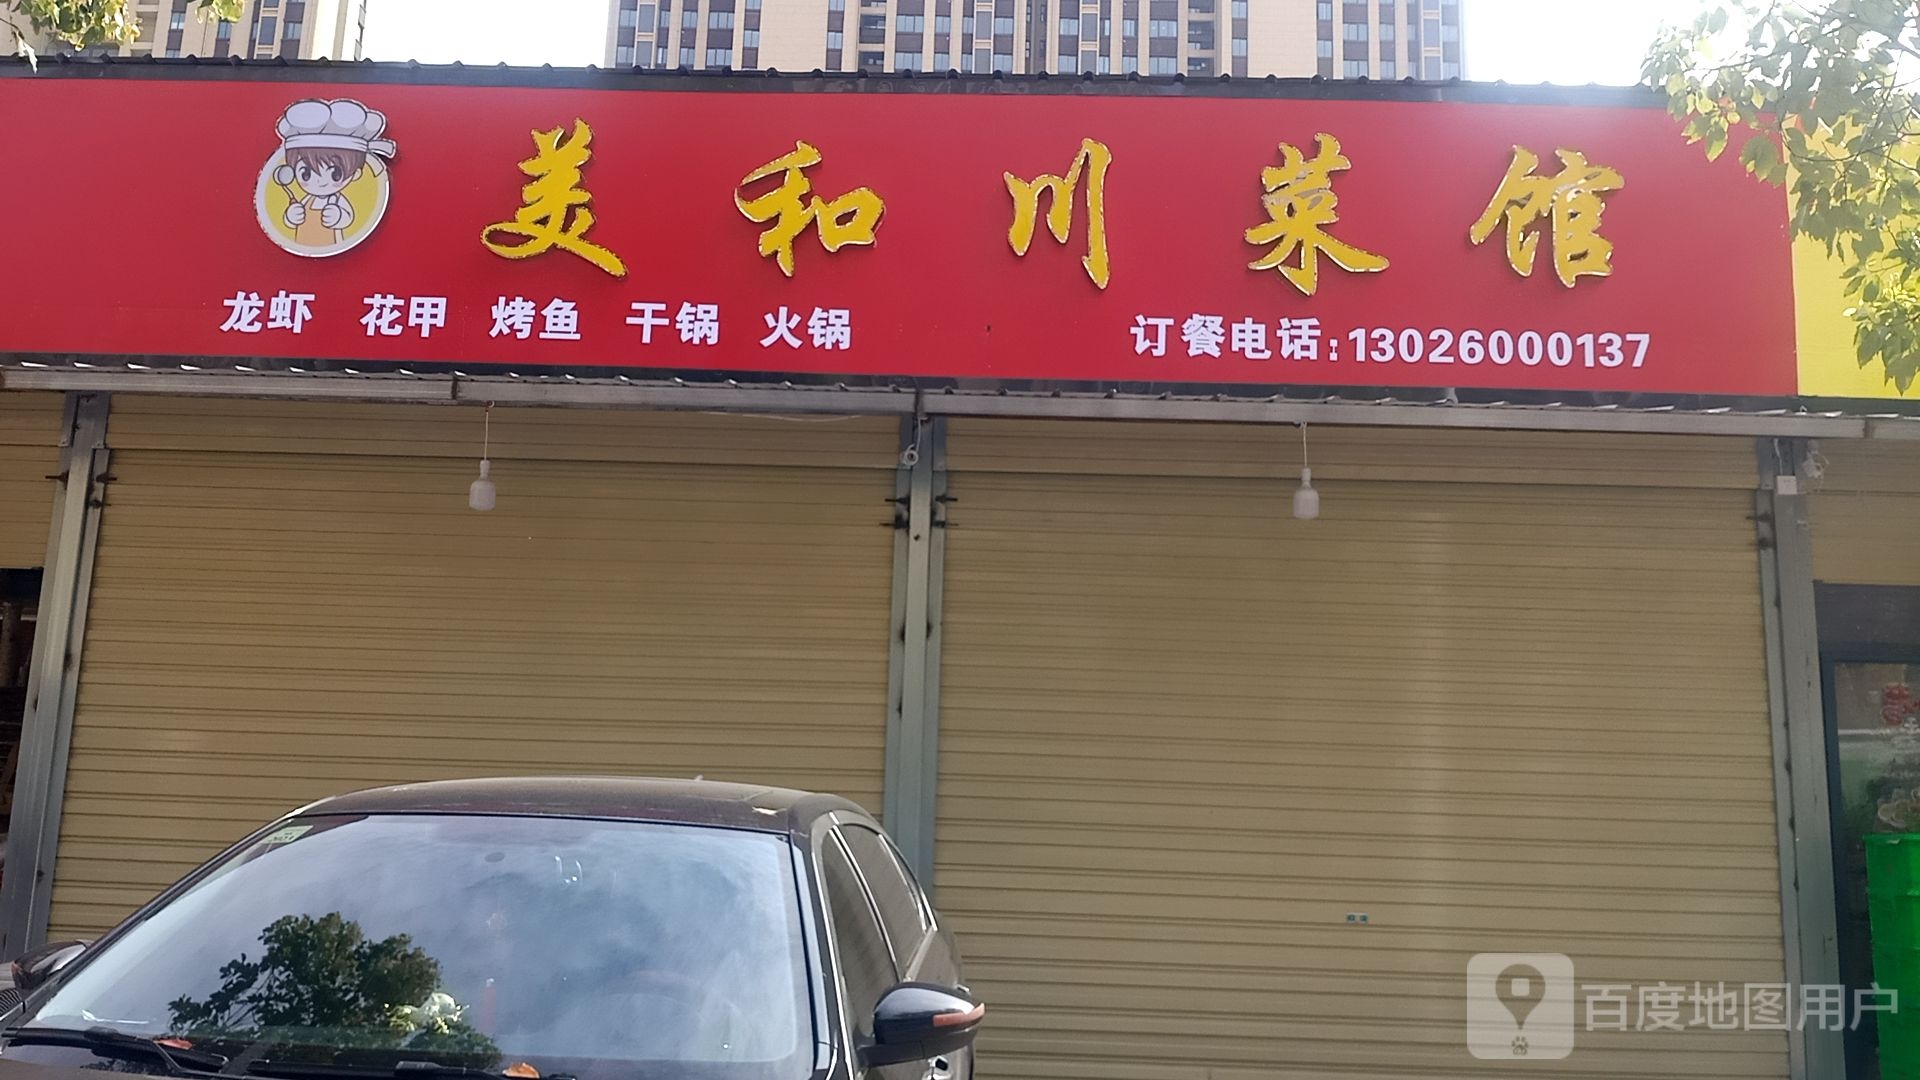 美和川菜馆
龙虾 花甲 烤鱼 干锅 火锅
订餐电话:13026000137
百度地图用户